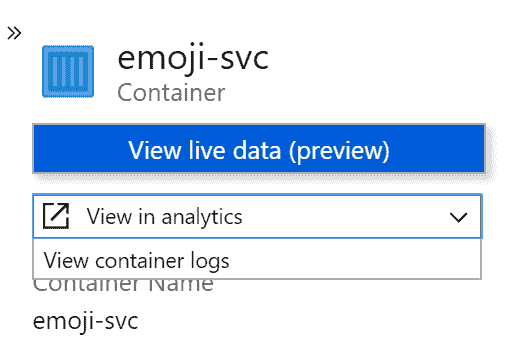 »
emoji-svc
Container
View live data (preview)
View in analytics
View container logs
Container Name
emoji-svc